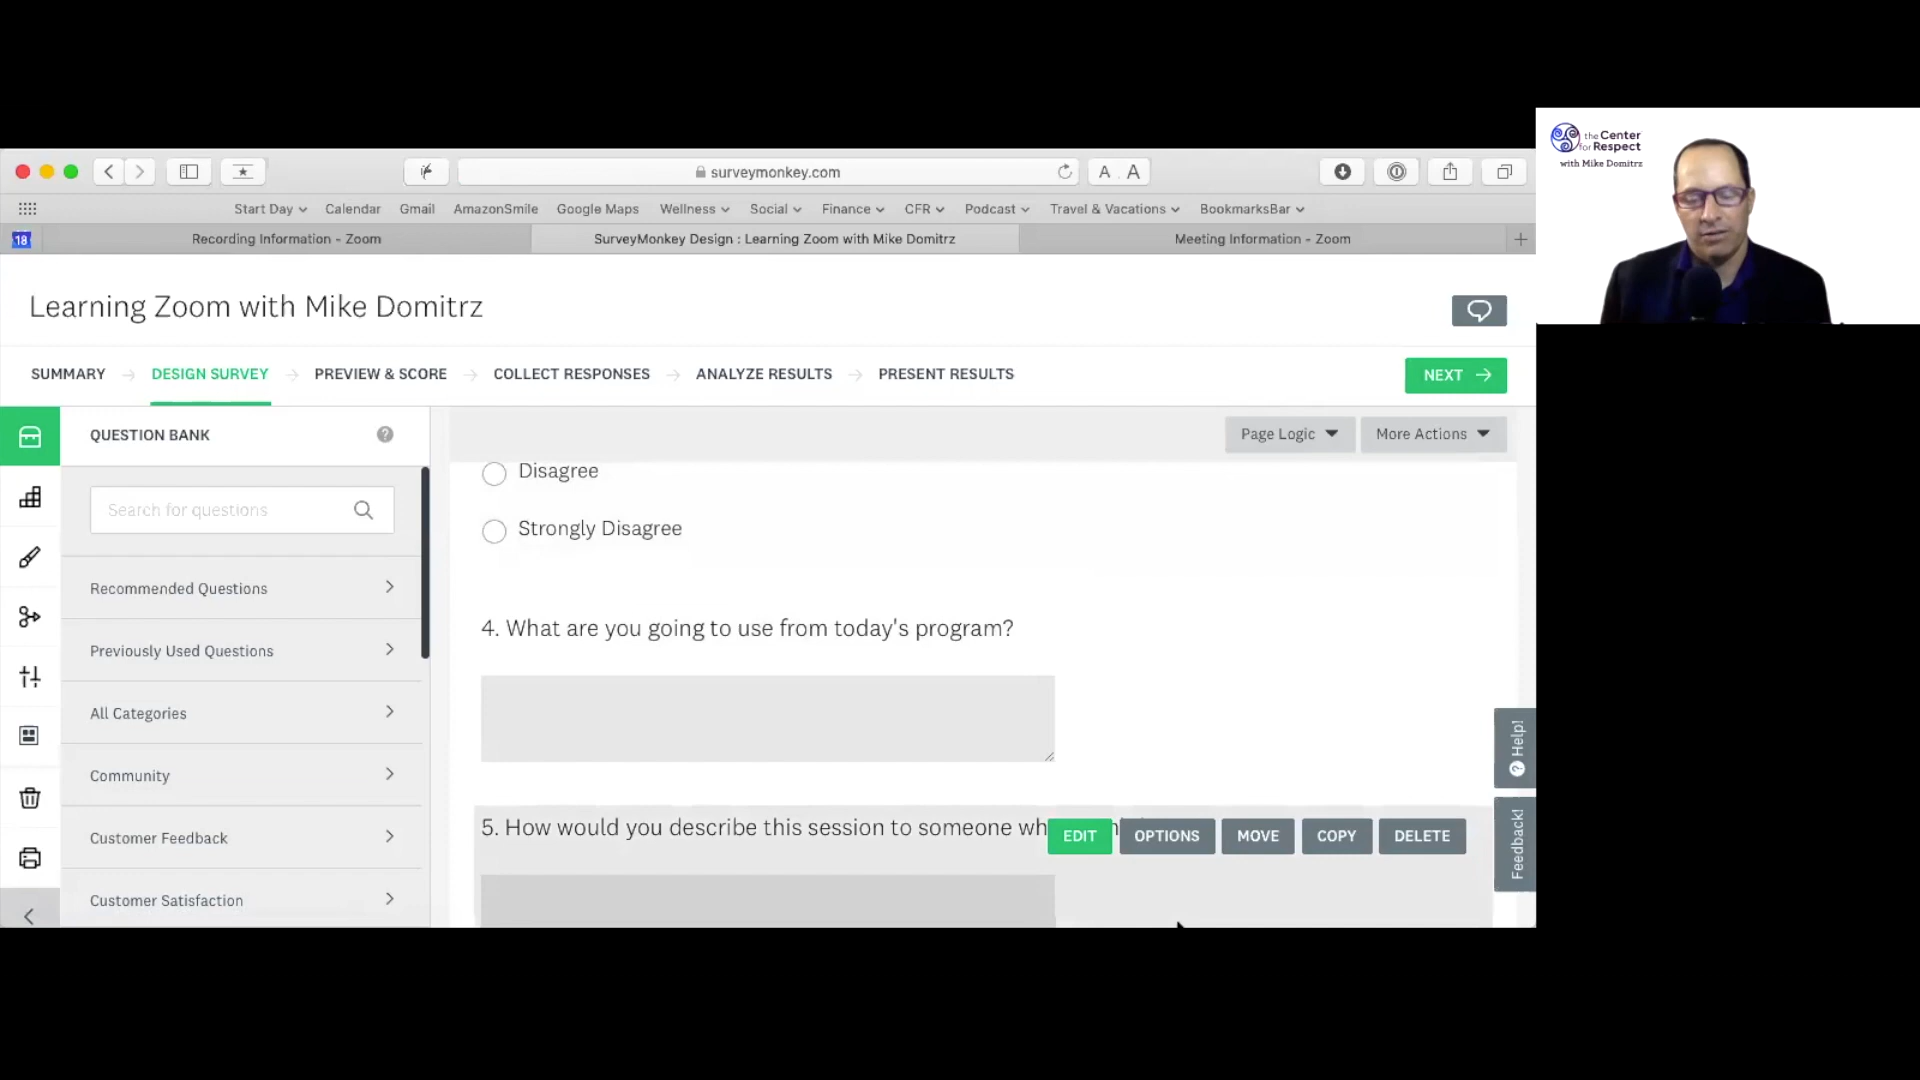 the Center
for Respect
with Mike Domitrz
surveymonkey.com
A A
Start Day Calendar Gmail AmazonSmile Google Maps Wellness Social Finance CFR Podcast Travel & Vacations BookmarksBar
18 Recording Information - Zoom SurveyMonkey Design : Learning Zoom with Mike Domitrz Meeting Information - Zoom
Learning Zoom with Mike Domitrz
SUMMARY DESIGN SURVEY PREVIEW & SCORE COLLECT RESPONSES ANALYZE RESULTS PRESENT RESULTS NEXT
QUESTION BANK
Page Logic More Actions
Search for questions
Recommended Questions
Previously Used Questions
All Categories
Community
Customer Feedback
Customer Satisfaction
Disagree
Strongly Disagree
4. What are you going to use from today's program?
5. How would you describe this session to someone
EDIT OPTIONS MOVE COPY DELETE
Help!
Feedback!